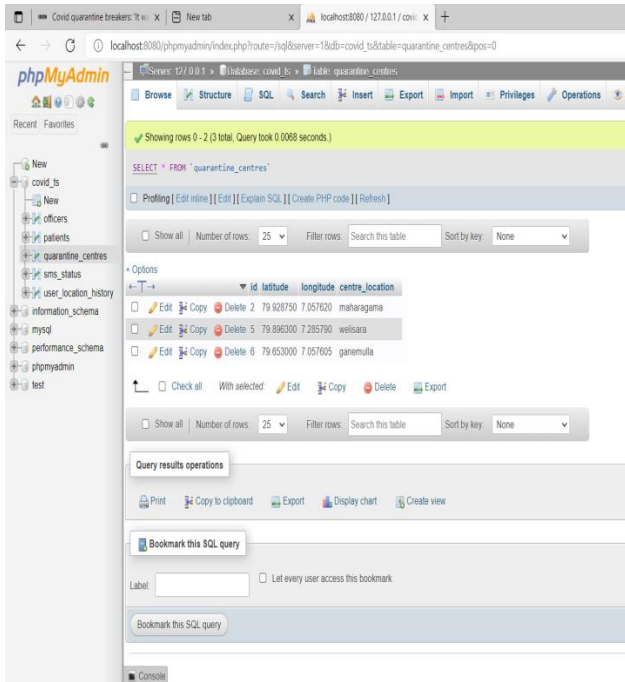 Covid quarantine breakers: 'It wo
New tab
localhost:8080 / 127.0.0.1 / covic
localhost:8080/phpmyadmin/index.php?route=/sql&server=1&db=covid_ts&table=quarantine_centres&pos=0
phpMyAdmin
Recent Favorites
New
covid_ts
New
officers
patients
quarantine_centres
sms_status
user_location_history
information_schema
mysql
performance_schema
phpmyadmin
test
Server: 127.0.0.1 » Database: covid_ts » Table: quarantine_centres
Browse Structure SQL Search Insert Export Import Privileges Operations
Showing rows 0 - 2 (3 total, Query took 0.0068 seconds.)
SELECT * FROM `quarantine_centres`
Profiling [ Edit inline ] [ Edit ] [ Explain SQL ] [ Create PHP code ] [ Refresh ]
Show all Number of rows: 25 Filter rows: Search this table Sort by key: None
+ Options
←T→ id latitude longitude centre_location
Edit Copy Delete 2 79.928750 7.057620 maharagama
Edit Copy Delete 5 79.896300 7.285790 welisara
Edit Copy Delete 6 79.653000 7.057605 ganemulla
Check all With selected: Edit Copy Delete Export
Show all Number of rows: 25 Filter rows: Search this table Sort by key: None
Query results operations
Print Copy to clipboard Export Display chart Create view
Bookmark this SQL query
Label: Let every user access this bookmark
Bookmark this SQL query
Console